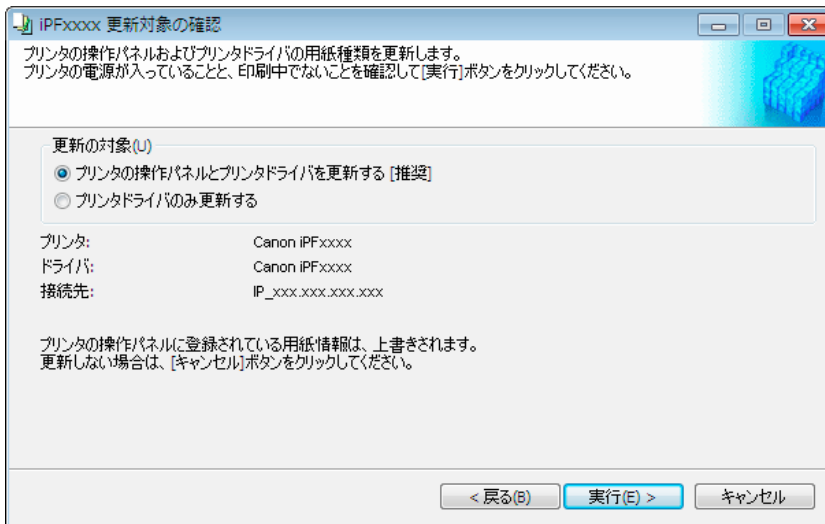 iPFxxxx 更新対象の確認
プリンタの操作パネルおよびプリンタドライバの用紙種類を更新します。
プリンタの電源が入っていることと、印刷中でないことを確認して[実行]ボタンをクリックしてください。
更新の対象(U)
プリンタの操作パネルとプリンタドライバを更新する [推奨]
プリンタドライバのみ更新する
プリンタ: Canon iPFxxxx
ドライバ: Canon iPFxxxx
接続先: IP_xxx.xxx.xxx.xxx
プリンタの操作パネルに登録されている用紙情報は、上書きされます。
更新しない場合は、[キャンセル]ボタンをクリックしてください。
< 戻る(B) 実行(E) > キャンセル